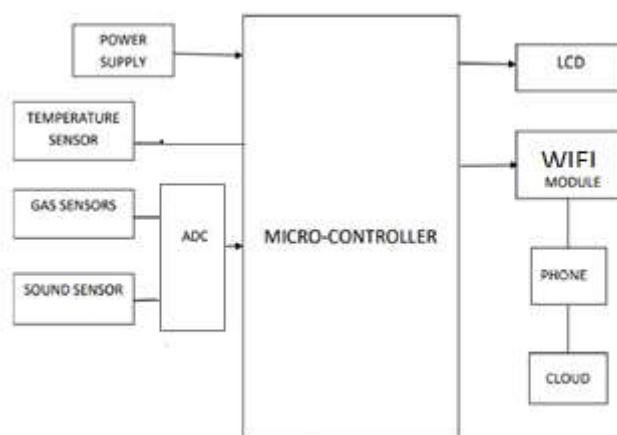 POWER
SUPPLY
TEMPERATURE
SENSOR
GAS SENSORS
SOUND SENSOR
ADC
MICRO-CONTROLLER
LCD
WIFI
MODULE
PHONE
CLOUD